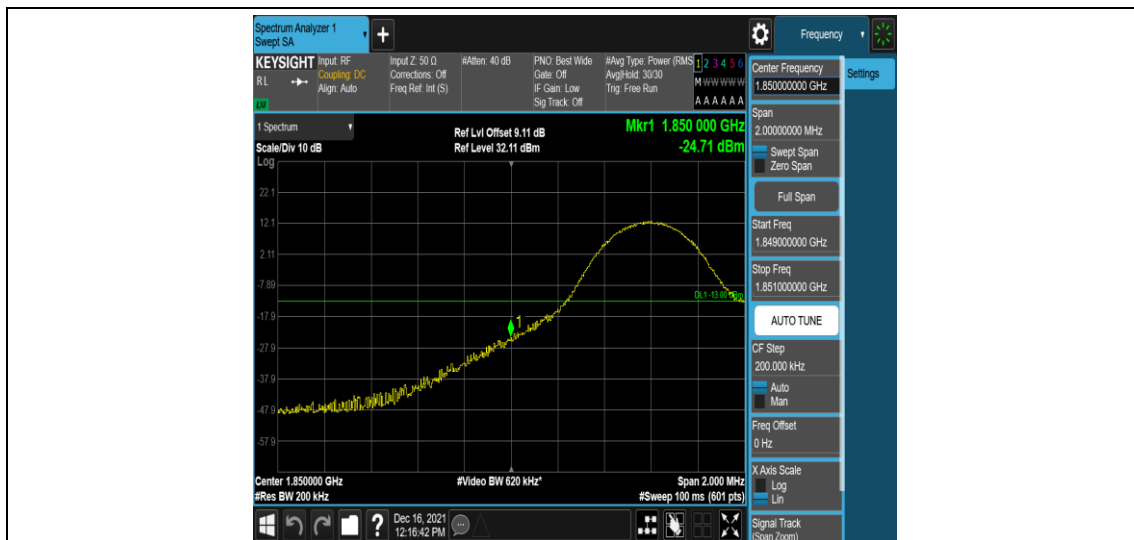 Spectrum Analyzer 1
Swept SA
+
Frequency
KEYSIGHT
RL
LXI
Input: RF
Coupling: DC
Align: Auto
Input Z: 50 Ω
Corrections: Off
Freq Ref: Int (S)
#Atten: 40 dB
PNO: Best Wide
Gate: Off
IF Gain: Low
Sig Track: Off
#Avg Type: Power (RMS
Avg|Hold: 30/30
Trig: Free Run
1 2 3 4 5 6
M W W W W W
A A A A A A
1 Spectrum
Scale/Div 10 dB
Ref Lvl Offset 9.11 dB
Ref Level 32.11 dBm
Mkr1 1.850 000 GHz
-24.71 dBm
Log
22.1
12.1
2.11
-7.89
-17.9
-27.9
-37.9
-47.9
-57.9
DL1 -13.00 dBm
1
Center 1.85000 GHz
#Res BW 200 kHz
#Video BW 620 kHz*
Span 2.000 MHz
#Sweep 100 ms (601 pts)
Center Frequency
1.850000000 GHz
Settings
Span
2.00000000 MHz
Swept Span
Zero Span
Full Span
Start Freq
1.849000000 GHz
Stop Freq
1.851000000 GHz
AUTO TUNE
CF Step
200.000 kHz
Auto
Man
Freq Offset
0 Hz
X Axis Scale
Log
Lin
Signal Track
(Span Zoom)
?
Dec 16, 2021
12:16:42 PM